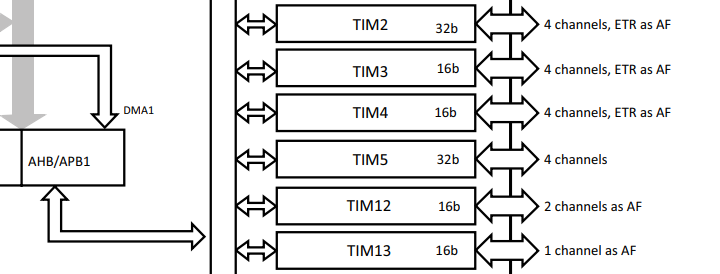 TIM2 32b 4 channels, ETR as AF
TIM3 16b 4 channels, ETR as AF
DMA1
TIM4 16b 4 channels, ETR as AF
AHB/APB1
TIM5 32b 4 channels
TIM12 16b 2 channels as AF
TIM13 16b 1 channel as AF